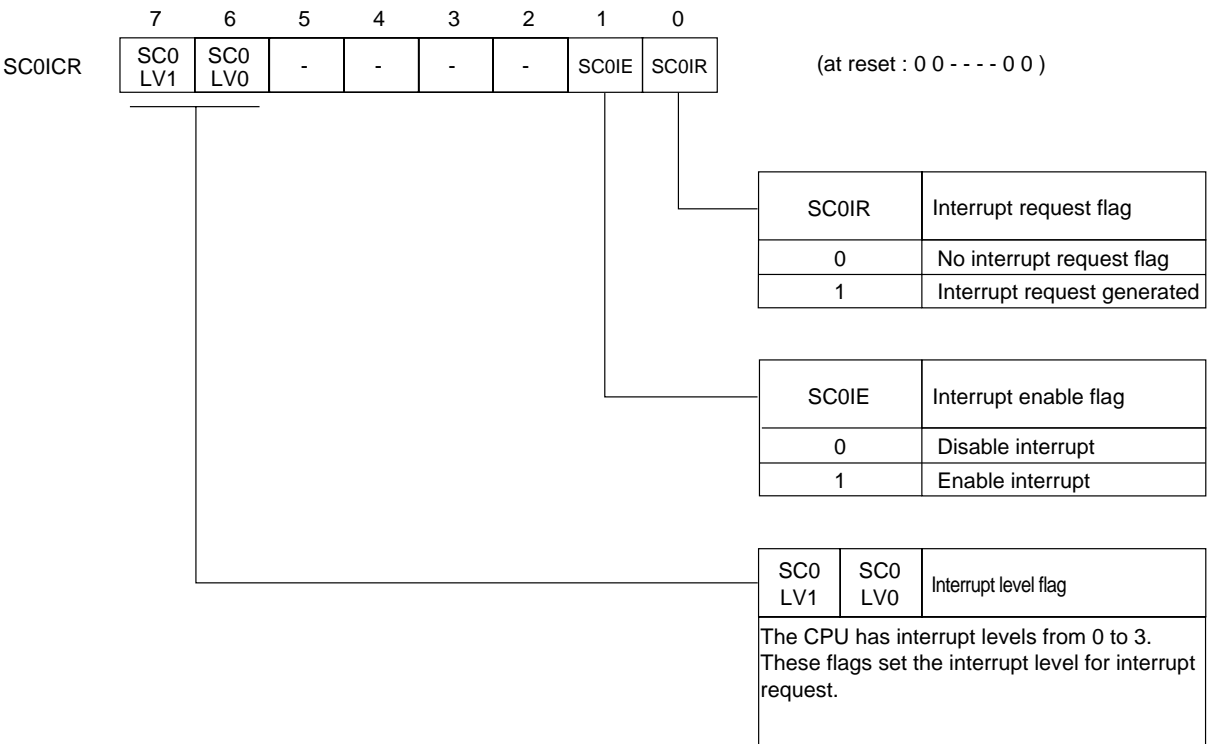 7 6 5 4 3 2 1 0
SC0ICR SC0 LV1 SC0 LV0 - - - - SC0IE SC0IR (at reset : 0 0 - - - - 0 0 )
SC0IR Interrupt request flag
0 No interrupt request flag
1 Interrupt request generated
SC0IE Interrupt enable flag
0 Disable interrupt
1 Enable interrupt
SC0 LV1 SC0 LV0 Interrupt level flag
The CPU has interrupt levels from 0 to 3.
These flags set the interrupt level for interrupt
request.